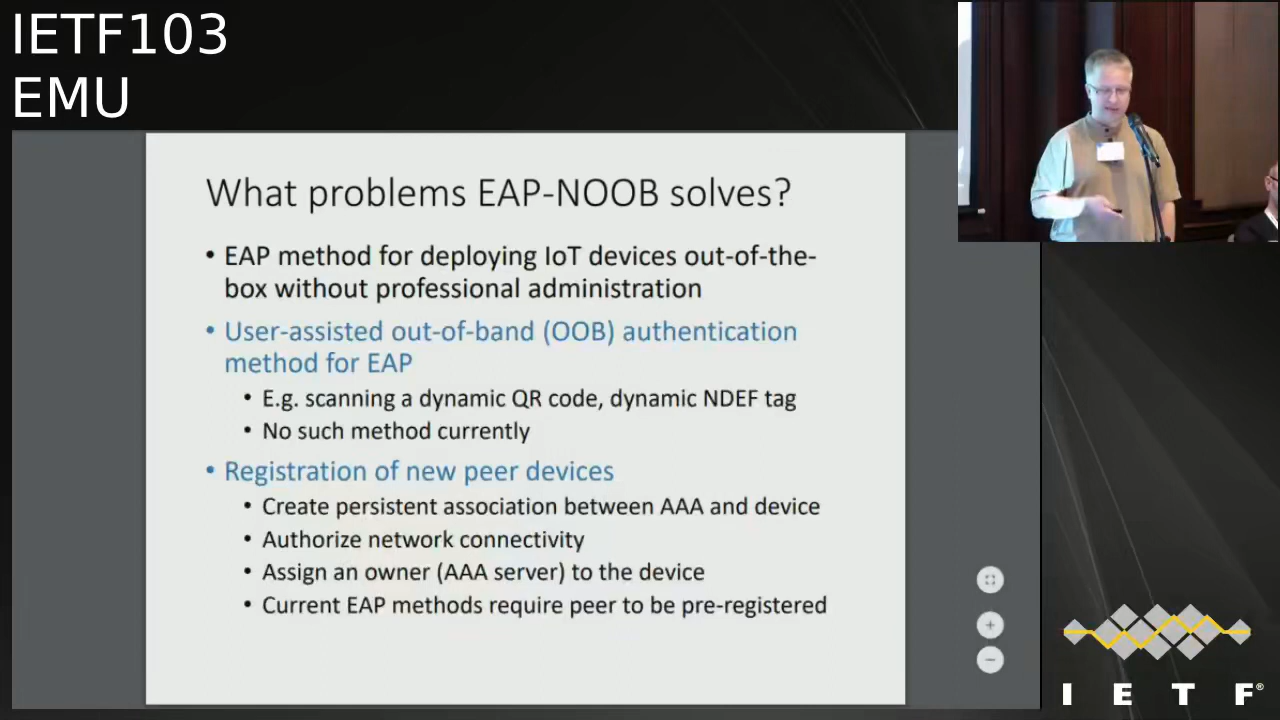 IETF103
EMU
What problems EAP-NOOB solves?
• EAP method for deploying IoT devices out-of-the-
box without professional administration
• User-assisted out-of-band (OOB) authentication
method for EAP
• E.g. scanning a dynamic QR code, dynamic NDEF tag
• No such method currently
• Registration of new peer devices
• Create persistent association between AAA and device
• Authorize network connectivity
• Assign an owner (AAA server) to the device
• Current EAP methods require peer to be pre-registered
I E T F®